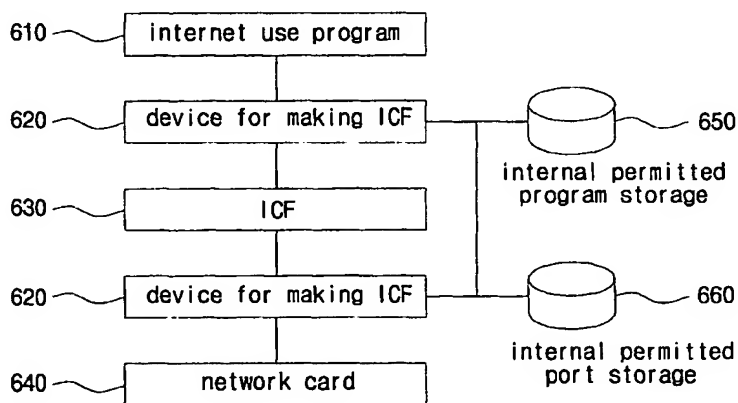 610
internet use program
620
device for making ICF
650
internal permitted
program storage
630
ICF
620
device for making ICF
660
internal permitted
port storage
640
network card